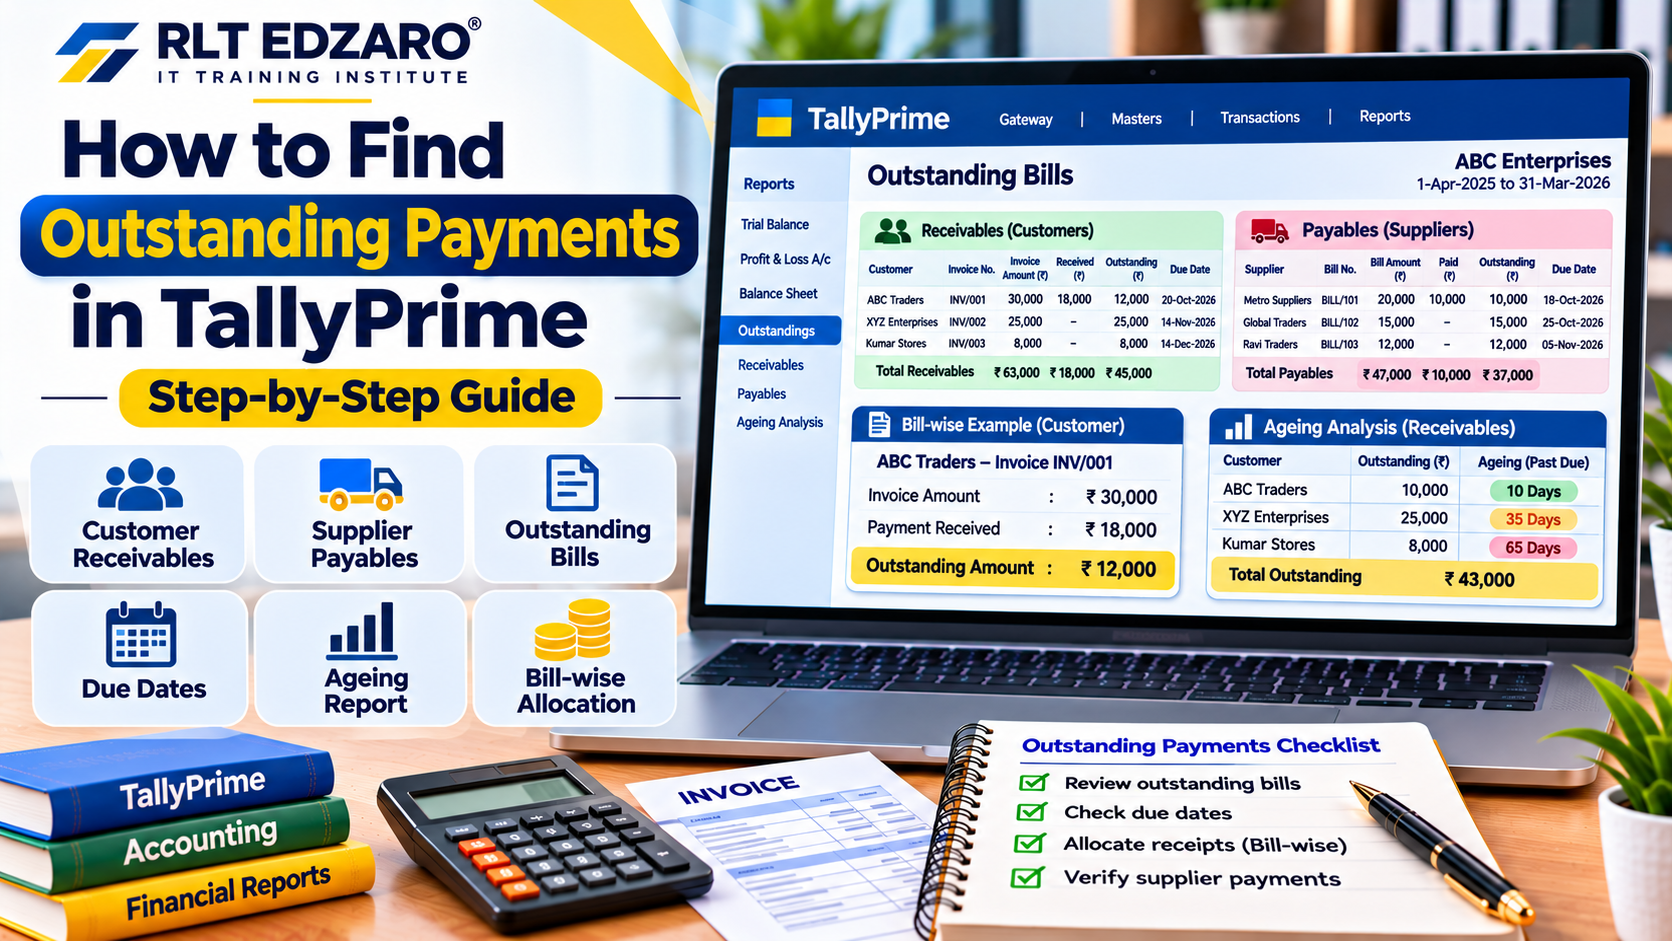 RLT EDZARO®
IT TRAINING INSTITUTE
How to Find
Outstanding Payments
in TallyPrime
Step-by-Step Guide
Customer
Receivables
Supplier
Payables
Outstanding
Bills
Due Dates
Ageing
Report
Bill-wise
Allocation
TallyPrime
Accounting
Financial Reports
TallyPrime
Gateway | Masters | Transactions | Reports
Reports
Trial Balance
Profit & Loss A/c
Balance Sheet
Outstandings
Receivables
Payables
Ageing Analysis
Outstanding Bills
ABC Enterprises
1-Apr-2025 to 31-Mar-2026
Receivables (Customers)
Customer Invoice No. Invoice Amount (₹) Received (₹) Outstanding (₹) Due Date
ABC Traders INV/001 30,000 18,000 12,000 20-Oct-2026
XYZ Enterprises INV/002 25,000 – 25,000 14-Nov-2026
Kumar Stores INV/003 8,000 – 8,000 14-Dec-2026
Total Receivables ₹ 63,000 ₹ 18,000 ₹ 45,000
Payables (Suppliers)
Supplier Bill No. Bill Amount (₹) Paid (₹) Outstanding (₹) Due Date
Metro Suppliers BILL/101 20,000 10,000 10,000 18-Oct-2026
Global Traders BILL/102 15,000 – 15,000 25-Oct-2026
Ravi Traders BILL/103 12,000 – 12,000 05-Nov-2026
Total Payables ₹ 47,000 ₹ 10,000 ₹ 37,000
Bill-wise Example (Customer)
ABC Traders – Invoice INV/001
Invoice Amount : ₹ 30,000
Payment Received : ₹ 18,000
Outstanding Amount : ₹ 12,000
Ageing Analysis (Receivables)
Customer Outstanding (₹) Ageing (Past Due)
ABC Traders 10,000 10 Days
XYZ Enterprises 25,000 35 Days
Kumar Stores 8,000 65 Days
Total Outstanding ₹ 43,000
INVOICE
Outstanding Payments Checklist
Review outstanding bills
Check due dates
Allocate receipts (Bill-wise)
Verify supplier payments